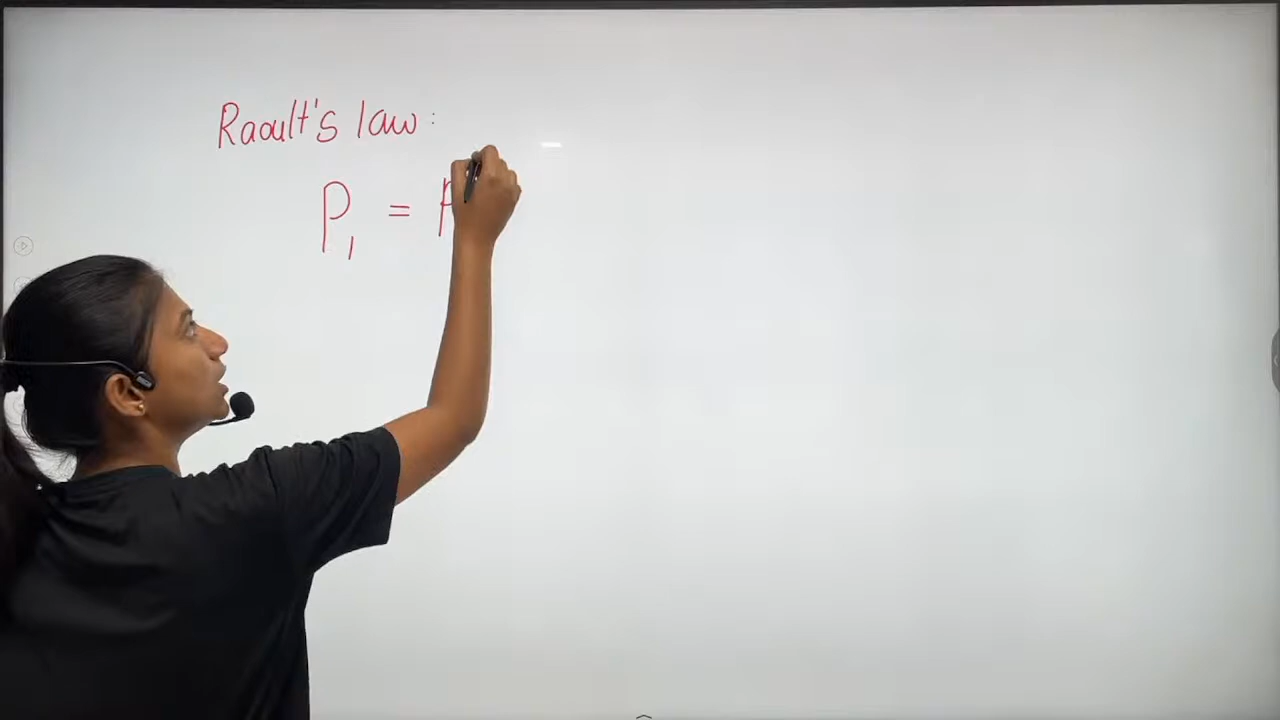 Raoult's law :
P₁ = P